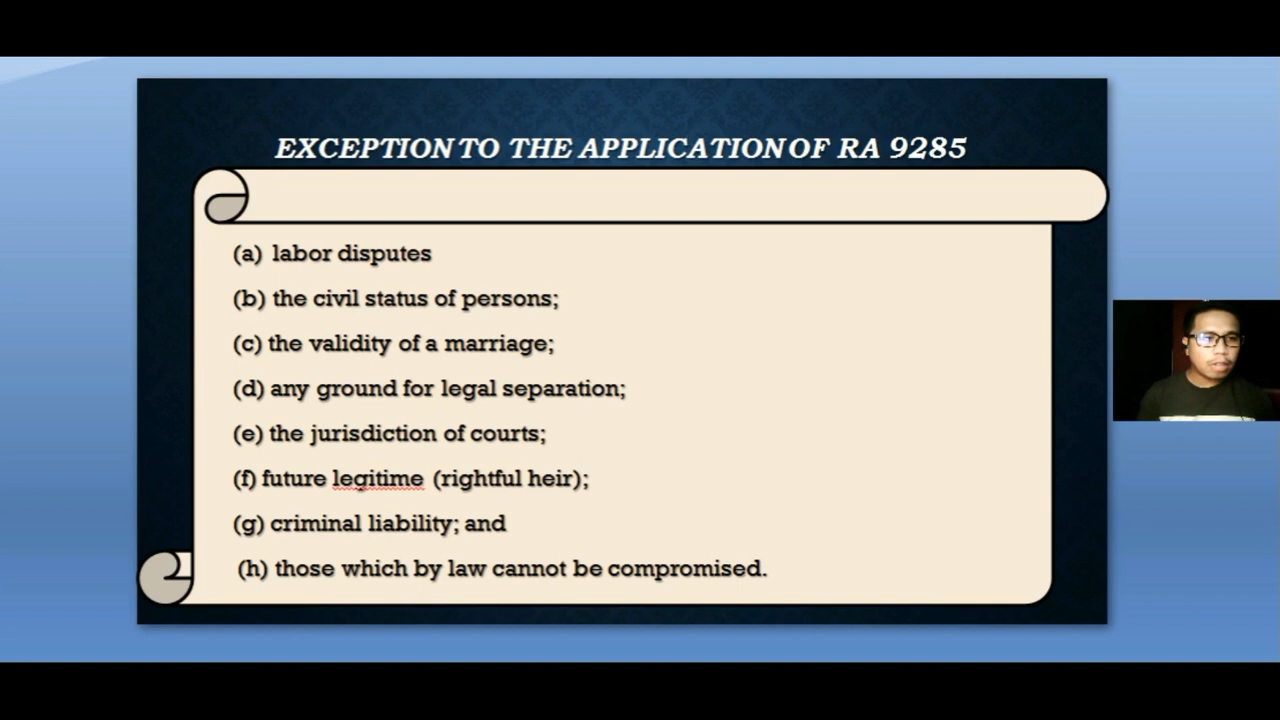 EXCEPTION TO THE APPLICATION OF RA 9285
(a) labor disputes
(b) the civil status of persons;
(c) the validity of a marriage;
(d) any ground for legal separation;
(e) the jurisdiction of courts;
(f) future legitime (rightful heir);
(g) criminal liability; and
(h) those which by law cannot be compromised.